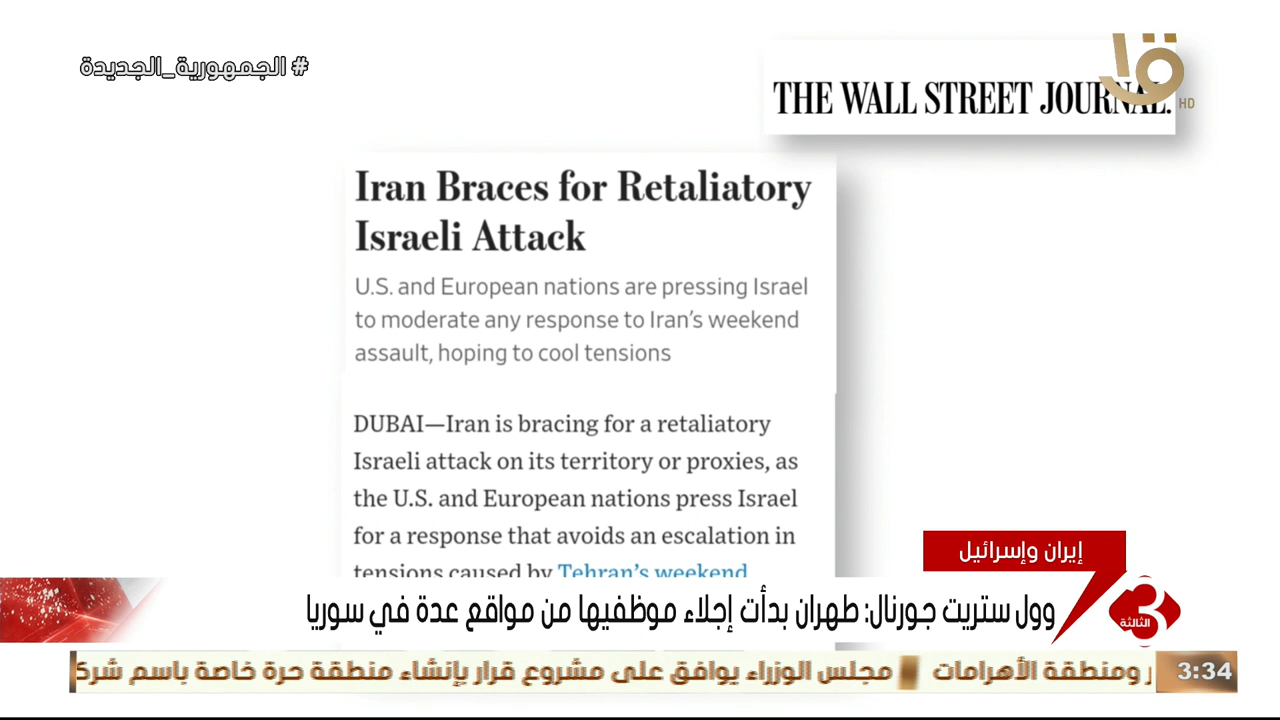 # الجمهورية_الجديدة
HD
THE WALL STREET JOURNAL.
Iran Braces for Retaliatory
Israeli Attack
U.S. and European nations are pressing Israel
to moderate any response to Iran's weekend
assault, hoping to cool tensions
DUBAI—Iran is bracing for a retaliatory
Israeli attack on its territory or proxies, as
the U.S. and European nations press Israel
for a response that avoids an escalation in
tensions caused by Tehran's weekend
إيران وإسرائيل
وول ستريت جورنال: طهران بدأت إجلاء موظفيها من مواقع عدة في سوريا
3 الثالثة
ر ومنطقة الأهرامات مجلس الوزراء يوافق على مشروع قرار بإنشاء منطقة حرة خاصة باسم شرك
3:34